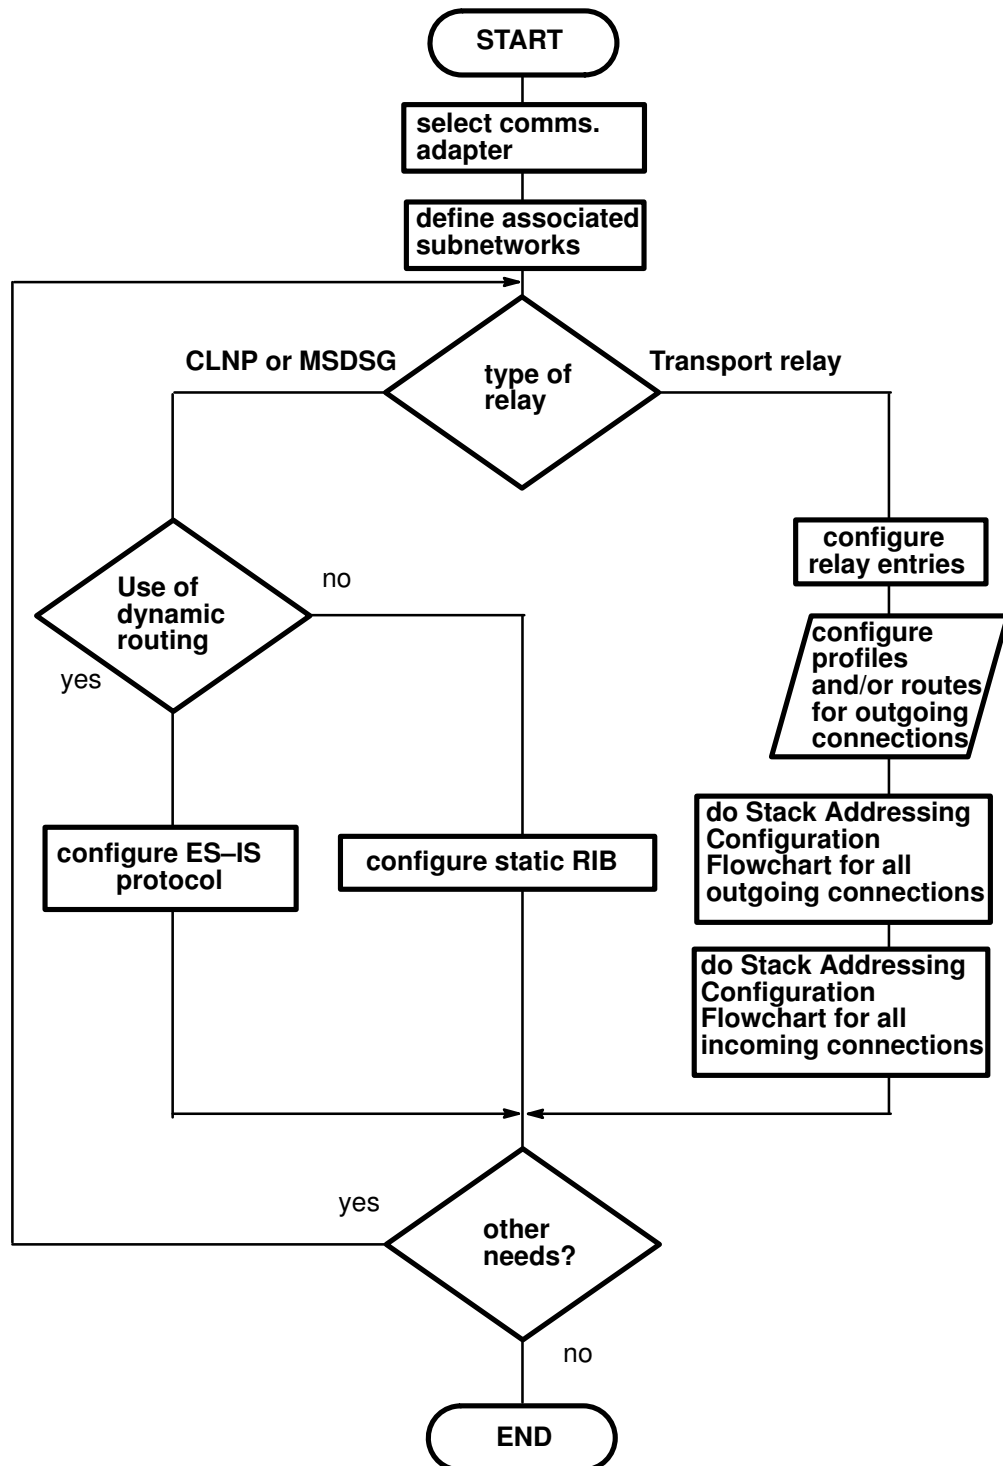 START
select comms.
adapter
define associated
subnetworks
CLNP or MSDSG
type of
relay
Transport relay
configure
relay entries
Use of
dynamic
routing
no
yes
configure
profiles
and/or routes
for outgoing
connections
do Stack Addressing
Configuration
Flowchart for all
outgoing connections
configure ES–IS
protocol
configure static RIB
do Stack Addressing
Configuration
Flowchart for all
incoming connections
yes
other
needs?
no
END